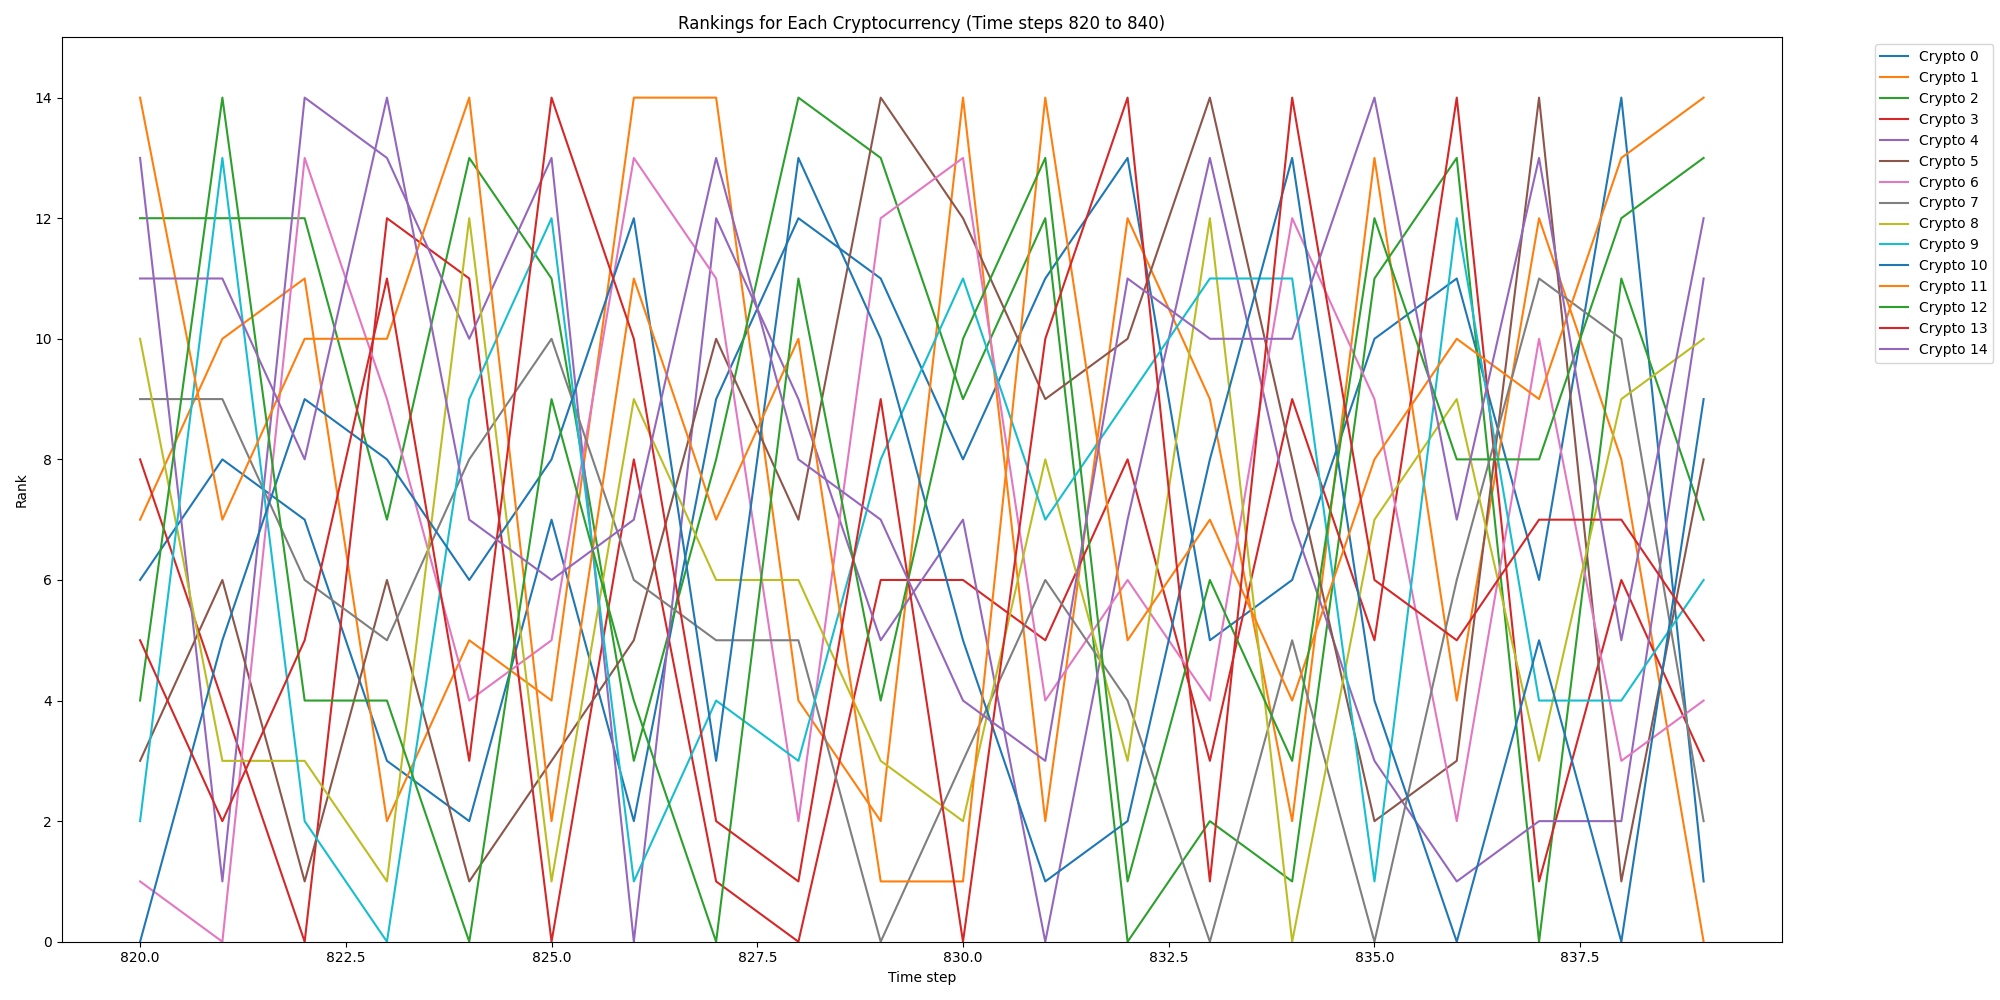 Rankings for Each Cryptocurrency (Time steps 820 to 840)
Rank
14
12
10
8
6
4
2
0
820.0 822.5 825.0 827.5 830.0 832.5 835.0 837.5
Time step
Crypto 0
Crypto 1
Crypto 2
Crypto 3
Crypto 4
Crypto 5
Crypto 6
Crypto 7
Crypto 8
Crypto 9
Crypto 10
Crypto 11
Crypto 12
Crypto 13
Crypto 14